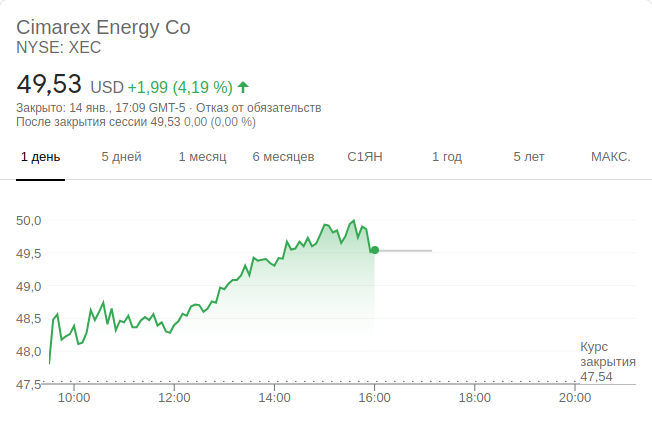 Cimarex Energy Co
NYSE: XEC
49,53 USD +1,99 (4,19 %)
Закрыто: 14 янв., 17:09 GMT-5 · Отказ от обязательств
После закрытия сессии 49,53 0,00 (0,00 %)
1 день 5 дней 1 месяц 6 месяцев С1ЯН 1 год 5 лет МАКС.
50,0
49,5
49,0
48,5
48,0
47,5
Курс
закрытия
47,54
10:00 12:00 14:00 16:00 18:00 20:00